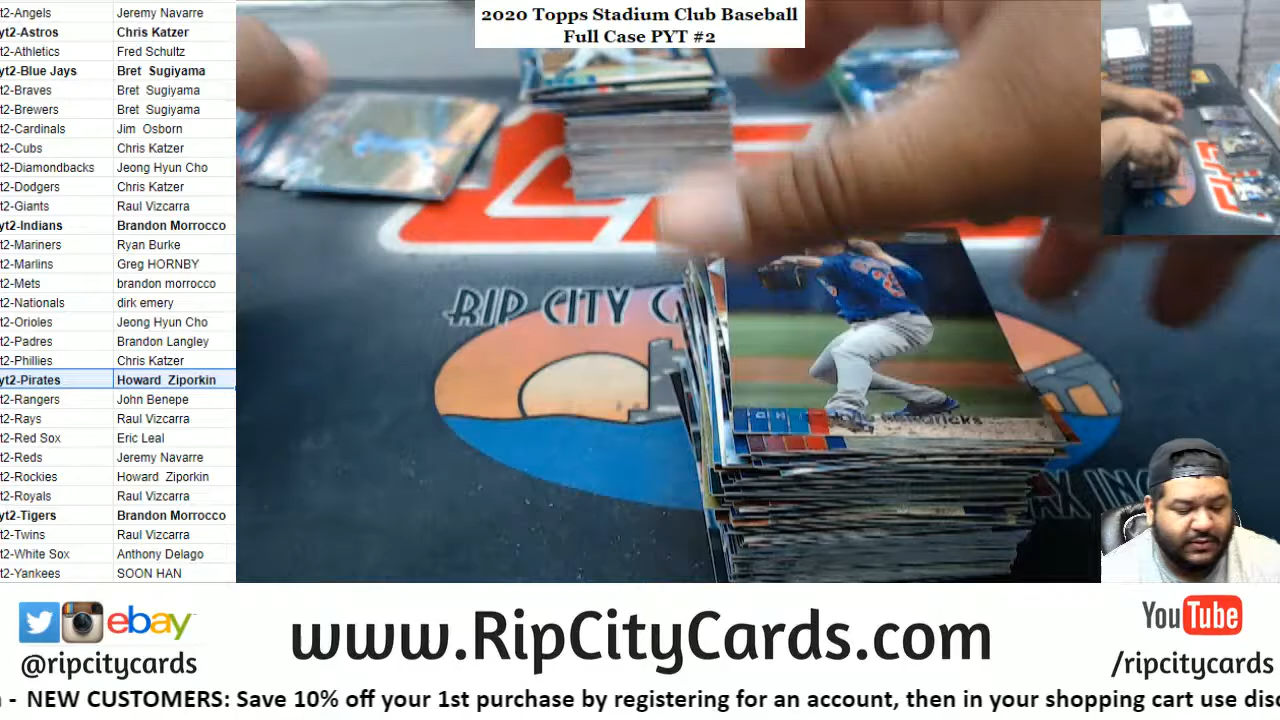 2020 Topps Stadium Club Baseball
Full Case PYT #2
t2-Angels Jeremy Navarre
yt2-Astros Chris Katzer
t2-Athletics Fred Schultz
yt2-Blue Jays Bret Sugiyama
t2-Braves Bret Sugiyama
t2-Brewers Bret Sugiyama
t2-Cardinals Jim Osborn
t2-Cubs Chris Katzer
t2-Diamondbacks Jeong Hyun Cho
t2-Dodgers Chris Katzer
t2-Giants Raul Vizcarra
yt2-Indians Brandon Morrocco
t2-Mariners Ryan Burke
t2-Marlins Greg HORNBY
t2-Mets brandon morrocco
t2-Nationals dirk emery
t2-Orioles Jeong Hyun Cho
t2-Padres Brandon Langley
t2-Phillies Chris Katzer
yt2-Pirates Howard Ziporkin
t2-Rangers John Benepe
t2-Rays Raul Vizcarra
t2-Red Sox Eric Leal
t2-Reds Jeremy Navarre
t2-Rockies Howard Ziporkin
t2-Royals Raul Vizcarra
yt2-Tigers Brandon Morrocco
t2-Twins Raul Vizcarra
t2-White Sox Anthony Delago
t2-Yankees SOON HAN
RIP CITY
ebay
@ripcitycards
www.RipCityCards.com
YouTube
/ripcitycards
- NEW CUSTOMERS: Save 10% off your 1st purchase by registering for an account, then in your shopping cart use disc